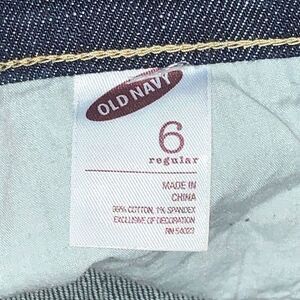 OLD NAVY
6
regular
MADE IN
CHINA
99% COTTON, 1% SPANDEX
EXCLUSIVE OF DECORATION
RN 54023